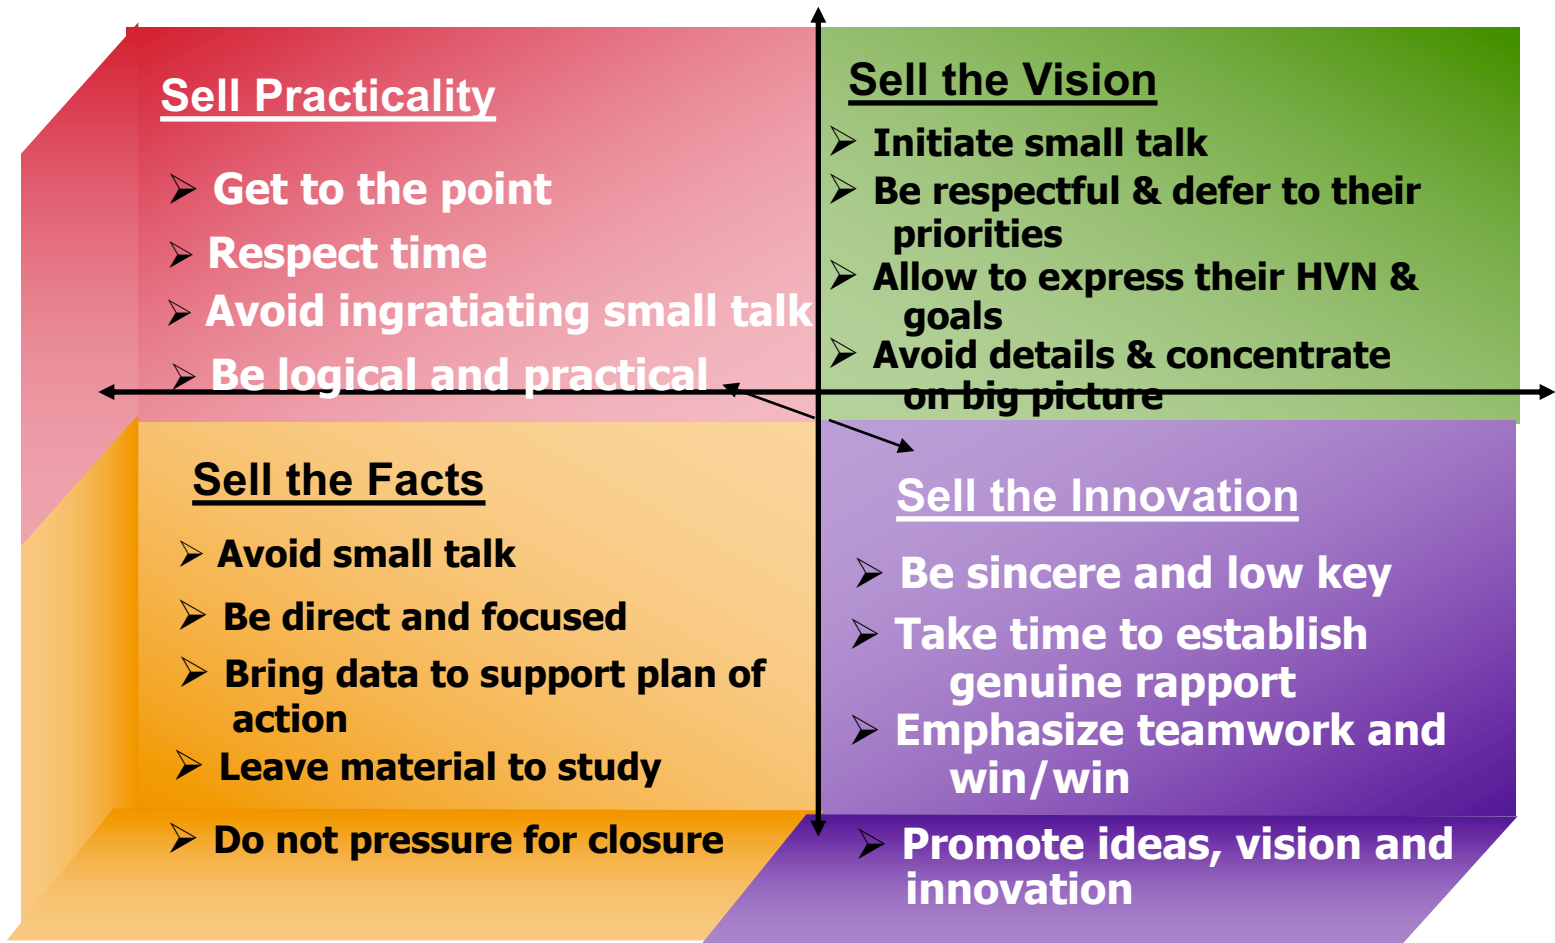 Sell Practicality
➢ Get to the point
➢ Respect time
➢ Avoid ingratiating small talk
➢ Be logical and practical
Sell the Vision
➢ Initiate small talk
➢ Be respectful & defer to their
priorities
➢ Allow to express their HVN &
goals
➢ Avoid details & concentrate
on big picture
Sell the Facts
➢ Avoid small talk
➢ Be direct and focused
➢ Bring data to support plan of
action
➢ Leave material to study
➢ Do not pressure for closure
Sell the Innovation
➢ Be sincere and low key
➢ Take time to establish
genuine rapport
➢ Emphasize teamwork and
win/win
➢ Promote ideas, vision and
innovation